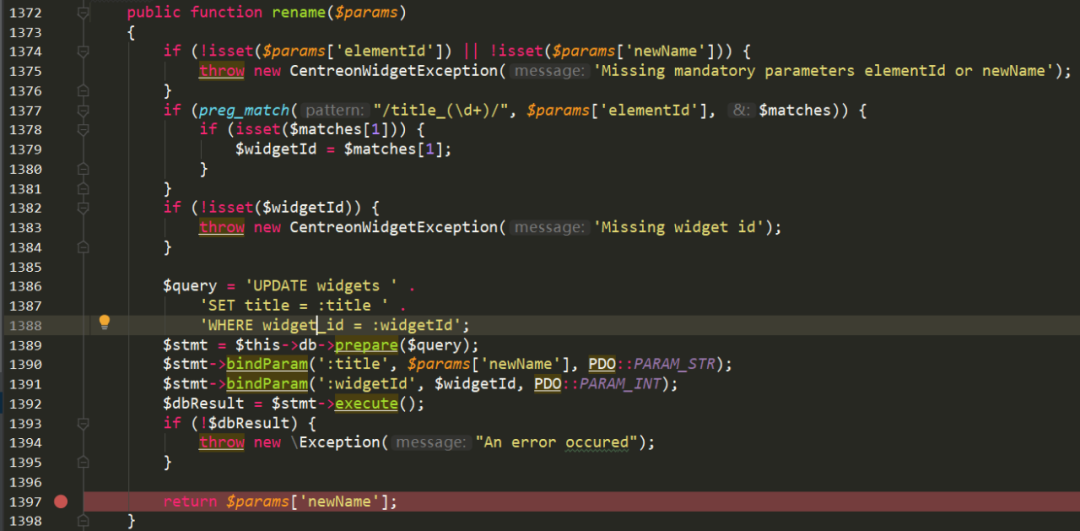 1372 public function rename($params)
1373 {
1374 if (!isset($params['elementId']) || !isset($params['newName'])) {
1375 throw new CentreonWidgetException( message: 'Missing mandatory parameters elementId or newName');
1376 }
1377 if (preg_match( pattern: "/title_(\d+)/", $params['elementId'], &: $matches)) {
1378 if (isset($matches[1])) {
1379 $widgetId = $matches[1];
1380 }
1381 }
1382 if (!isset($widgetId)) {
1383 throw new CentreonWidgetException( message: 'Missing widget id');
1384 }
1385
1386 $query = 'UPDATE widgets ' .
1387 'SET title = :title ' .
1388 'WHERE widget_id = :widgetId';
1389 $stmt = $this->db->prepare($query);
1390 $stmt->bindParam(':title', $params['newName'], PDO::PARAM_STR);
1391 $stmt->bindParam(':widgetId', $widgetId, PDO::PARAM_INT);
1392 $dbResult = $stmt->execute();
1393 if (!$dbResult) {
1394 throw new \Exception( message: "An error occured");
1395 }
1396
1397 return $params['newName'];
1398 }